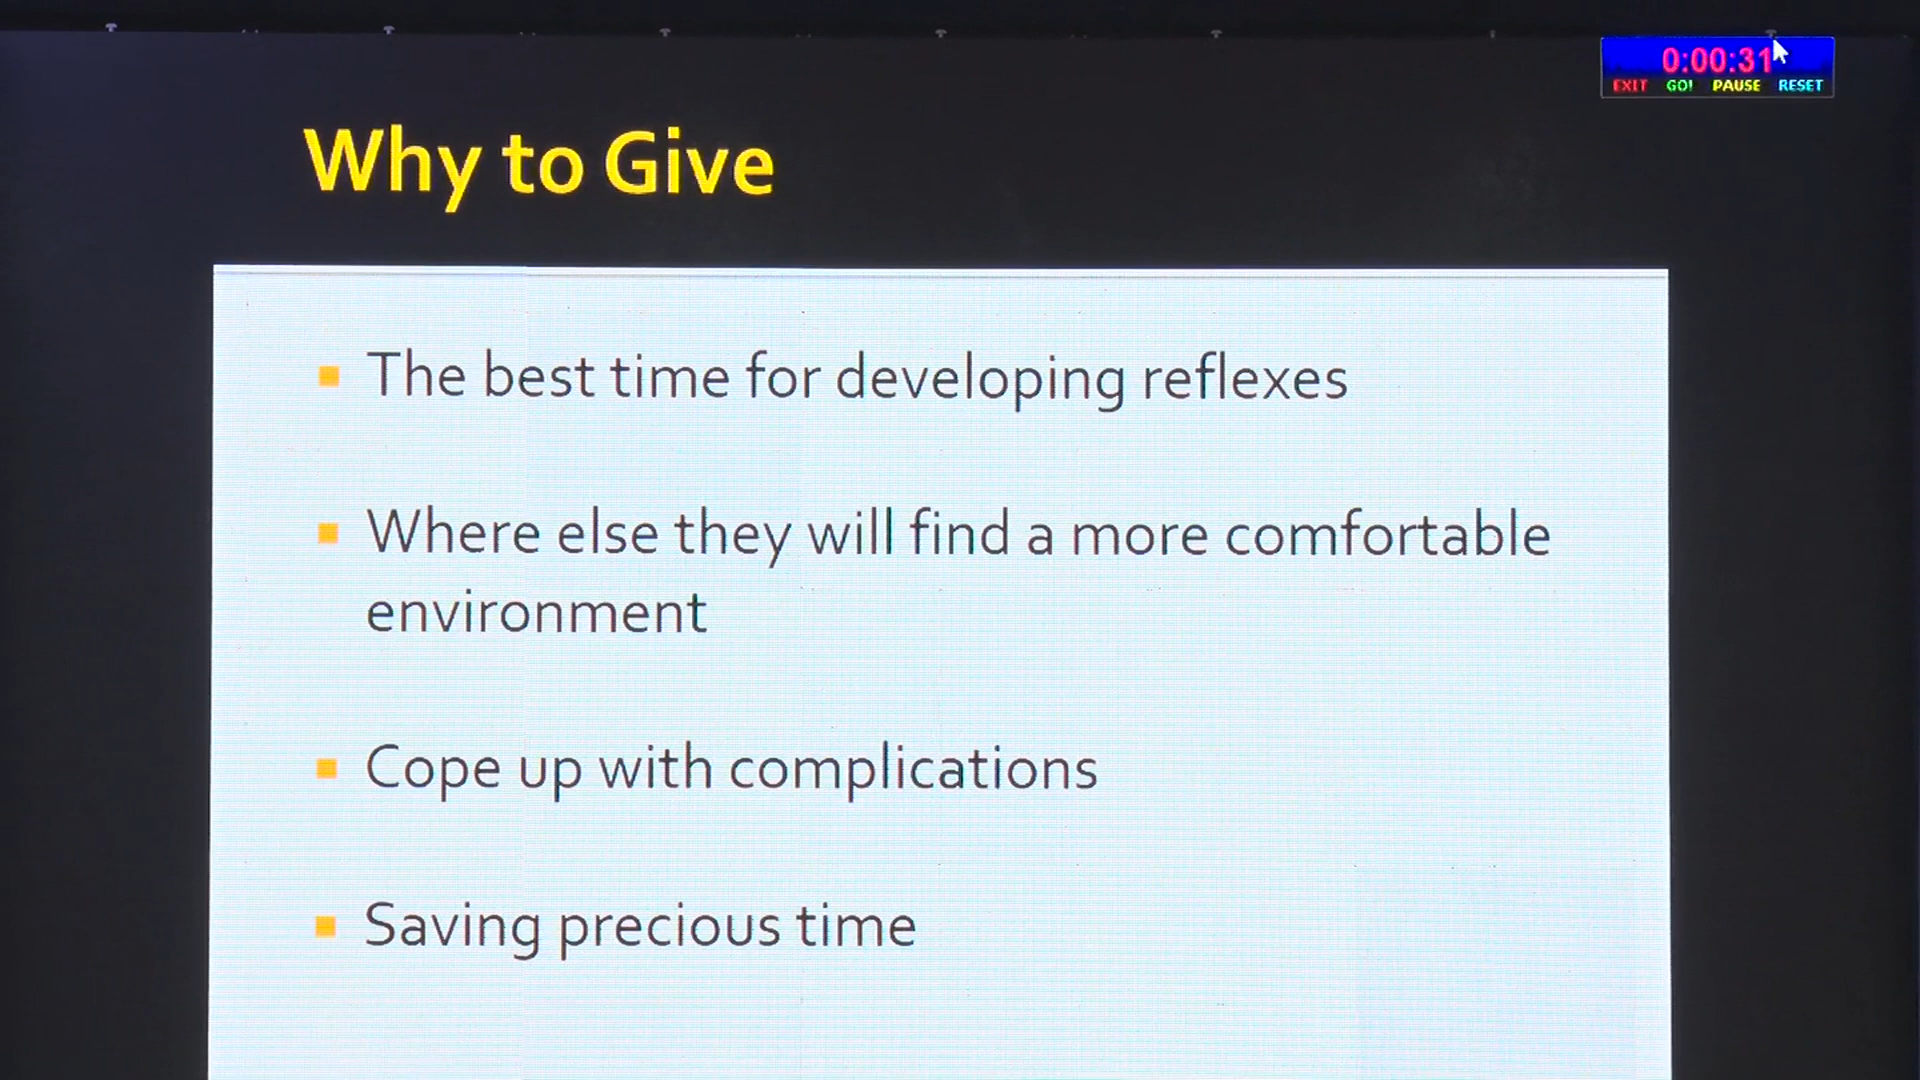 0:00:31
EXIT GO! PAUSE RESET
Why to Give
The best time for developing reflexes
Where else they will find a more comfortable
environment
Cope up with complications
Saving precious time